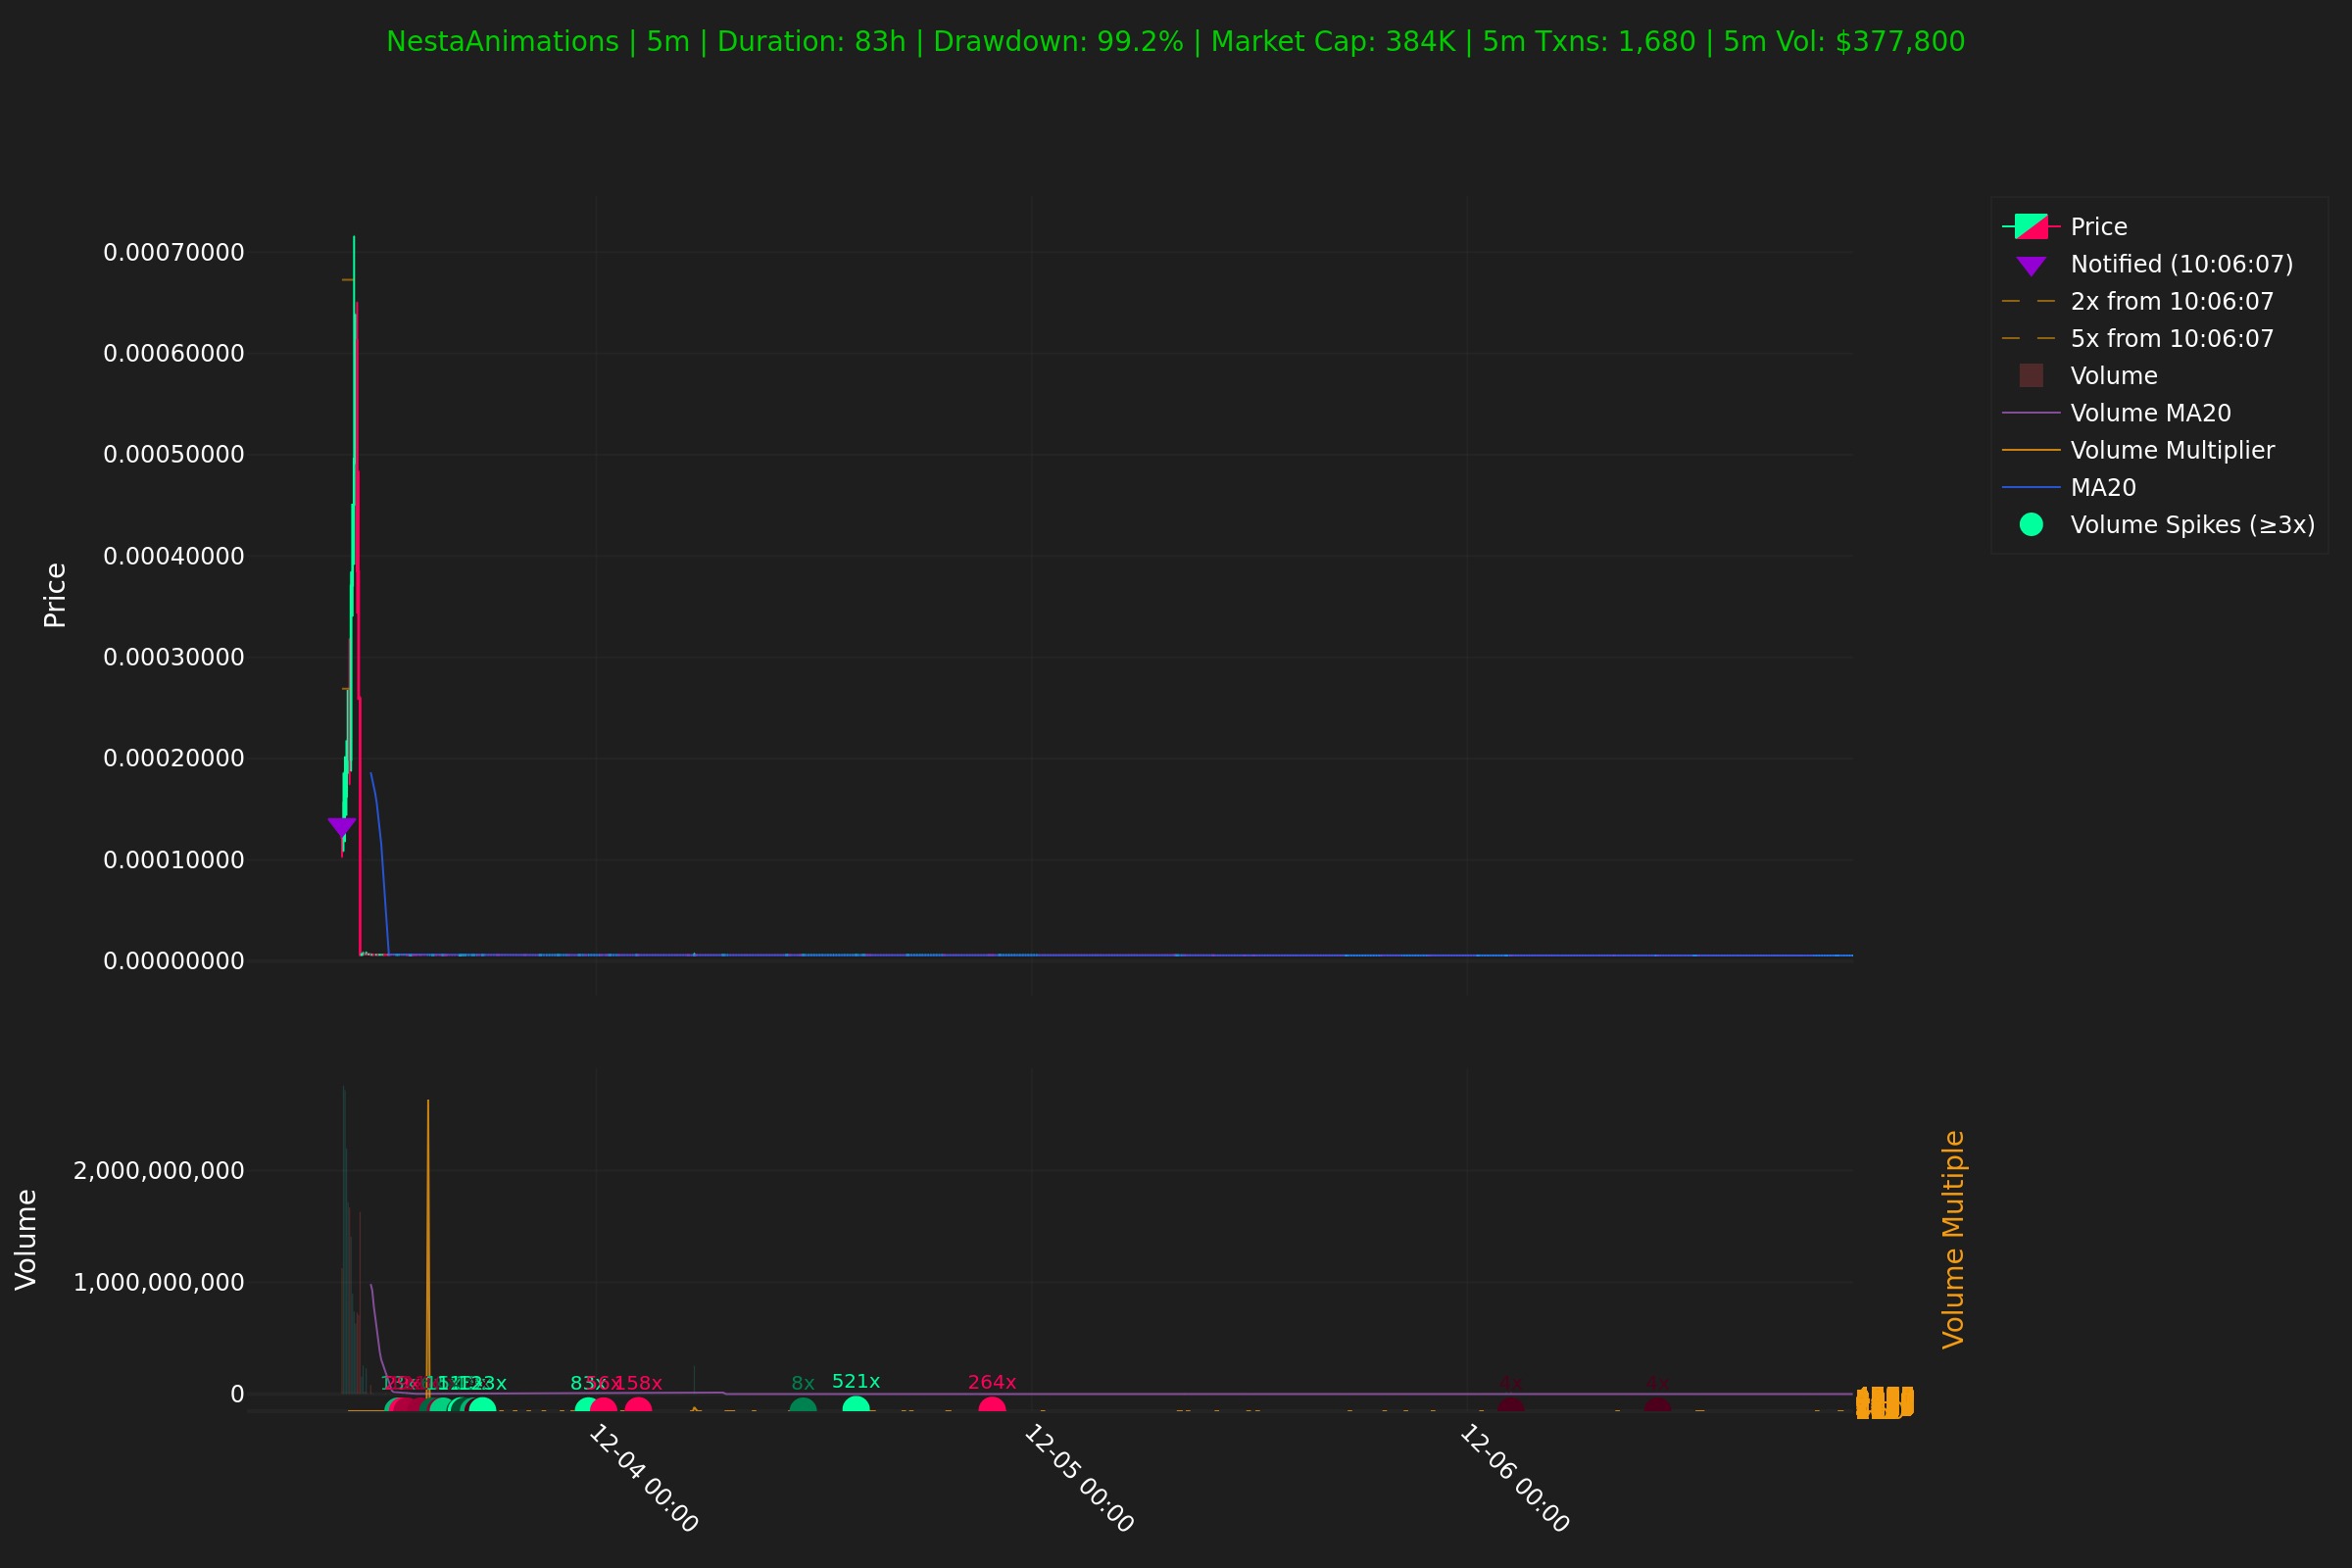 NestaAnimations | 5m | Duration: 83h | Drawdown: 99.2% | Market Cap: 384K | 5m Txns: 1,680 | 5m Vol: $377,800
Price
0.00070000
0.00060000
0.00050000
0.00040000
0.00030000
0.00020000
0.00010000
0.00000000
Price
Notified (10:06:07)
2x from 10:06:07
5x from 10:06:07
Volume
Volume MA20
Volume Multiplier
MA20
Volume Spikes (≥3x)
Volume
2,000,000,000
1,000,000,000
0
123x
83x
56x
158x
8x
521x
264x
4x
4x
Volume Multiple
12-04 00:00
12-05 00:00
12-06 00:00